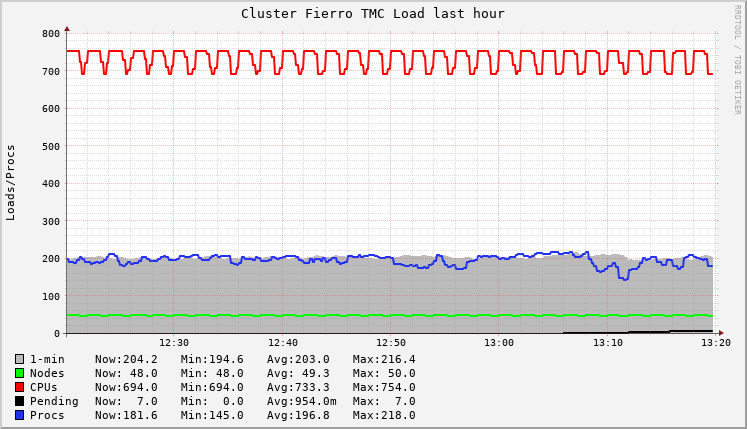 Cluster Fierro TMC Load last hour
RRDTOOL / TOBI OETIKER
Loads/Procs
800
700
600
500
400
300
200
100
0
12:30 12:40 12:50 13:00 13:10 13:20
1-min Now:204.2 Min:194.6 Avg:203.0 Max:216.4
Nodes Now: 48.0 Min: 48.0 Avg: 49.3 Max: 50.0
CPUs Now:694.0 Min:694.0 Avg:733.3 Max:754.0
Pending Now: 7.0 Min: 0.0 Avg:954.0m Max: 7.0
Procs Now:181.6 Min:145.0 Avg:196.8 Max:218.0